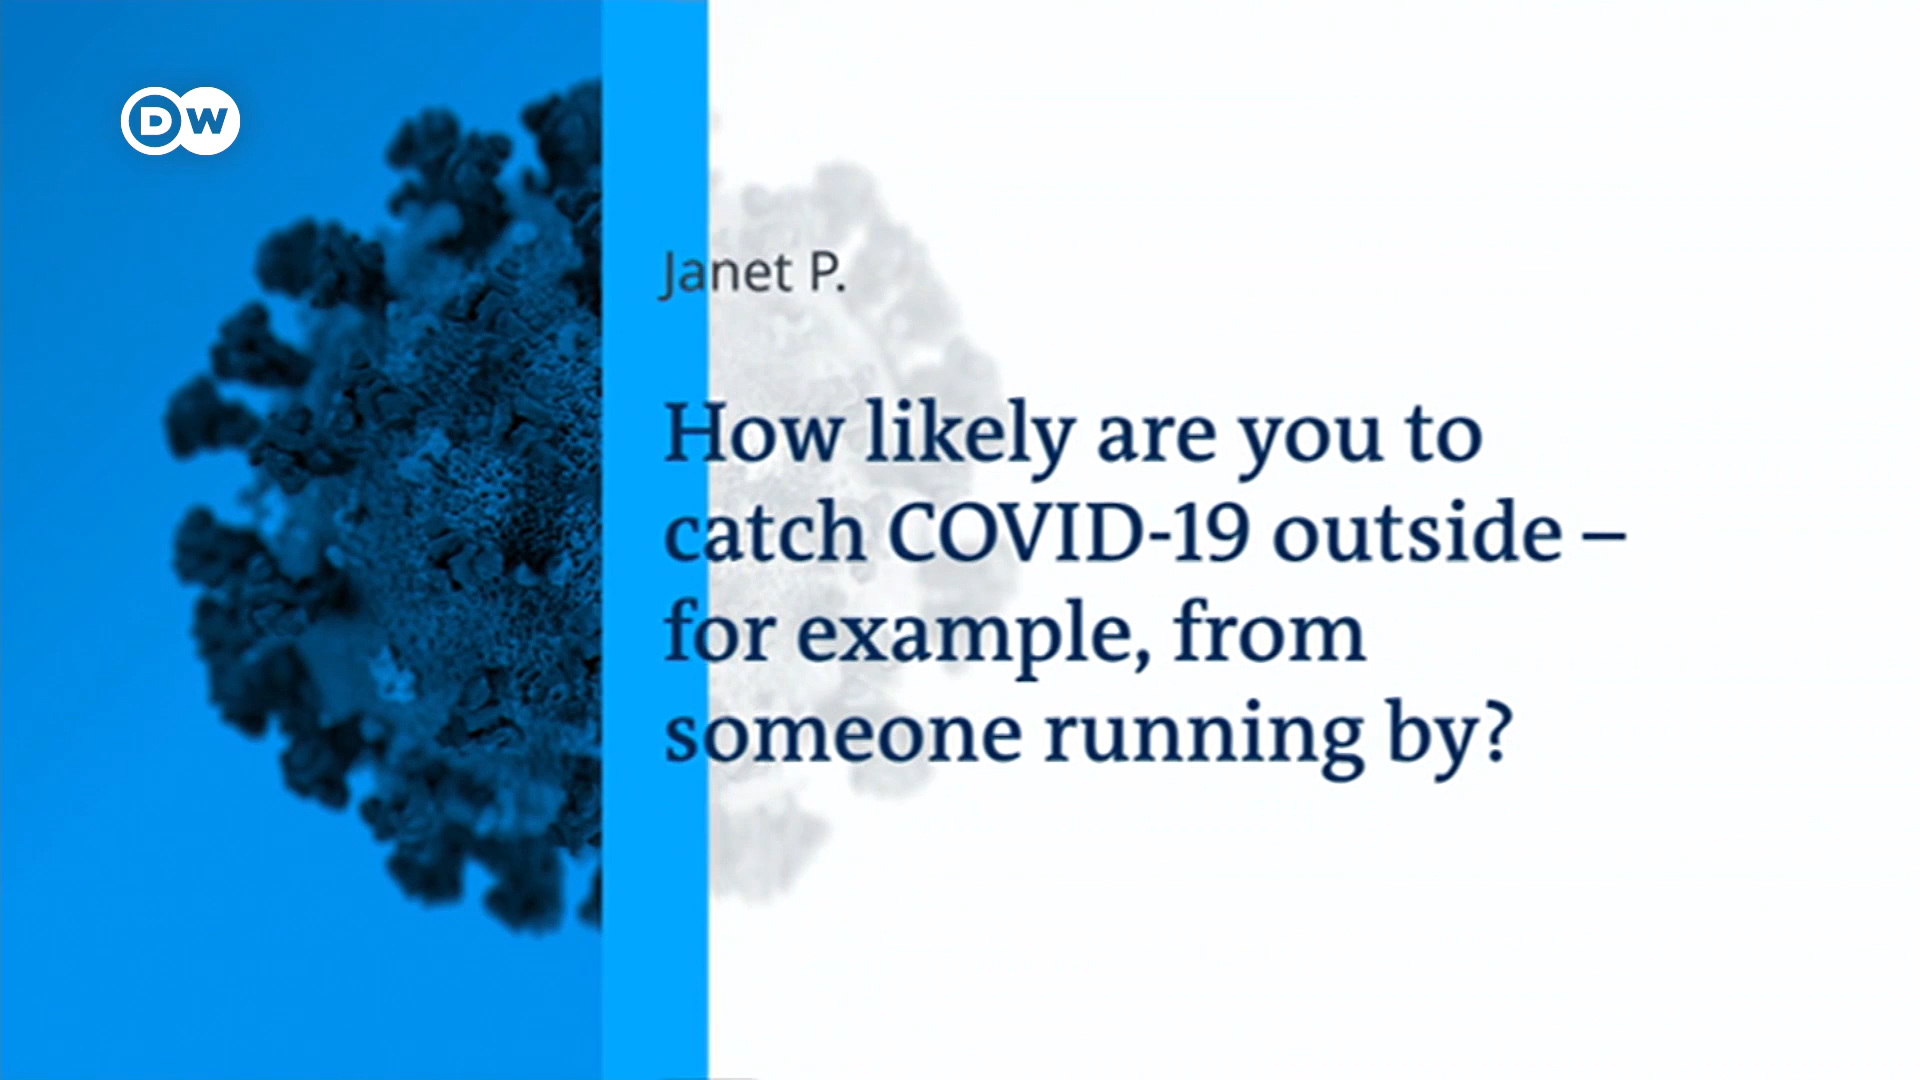 DW
Janet P.
How likely are you to
catch COVID-19 outside –
for example, from
someone running by?